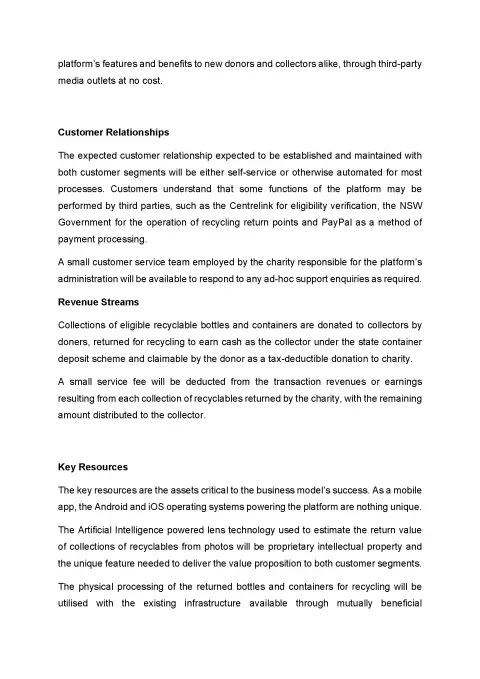 platform's features and benefits to new donors and collectors alike, through third-party
media outlets at no cost.
Customer Relationships
The expected customer relationship expected to be established and maintained with
both customer segments will be either self-service or otherwise automated for most
processes. Customers understand that some functions of the platform may be
performed by third parties, such as the Centrelink for eligibility verification, the NSW
Government for the operation of recycling return points and PayPal as a method of
payment processing.
A small customer service team employed by the charity responsible for the platform's
administration will be available to respond to any ad-hoc support enquiries as required.
Revenue Streams
Collections of eligible recyclable bottles and containers are donated to collectors by
doners, returned for recycling to earn cash as the collector under the state container
deposit scheme and claimable by the donor as a tax-deductible donation to charity.
A small service fee will be deducted from the transaction revenues or earnings
resulting from each collection of recyclables returned by the charity, with the remaining
amount distributed to the collector.
Key Resources
The key resources are the assets critical to the business model's success. As a mobile
app, the Android and iOS operating systems powering the platform are nothing unique.
The Artificial Intelligence powered lens technology used to estimate the return value
of collections of recyclables from photos will be proprietary intellectual property and
the unique feature needed to deliver the value proposition to both customer segments.
The physical processing of the returned bottles and containers for recycling will be
utilised with the existing infrastructure available through mutually beneficial